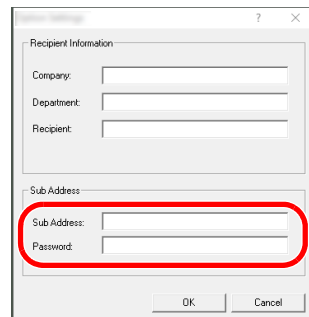 ?
Recipient Information
Company:
Department:
Recipient:
Sub Address
Sub Address:
Password:
OK Cancel